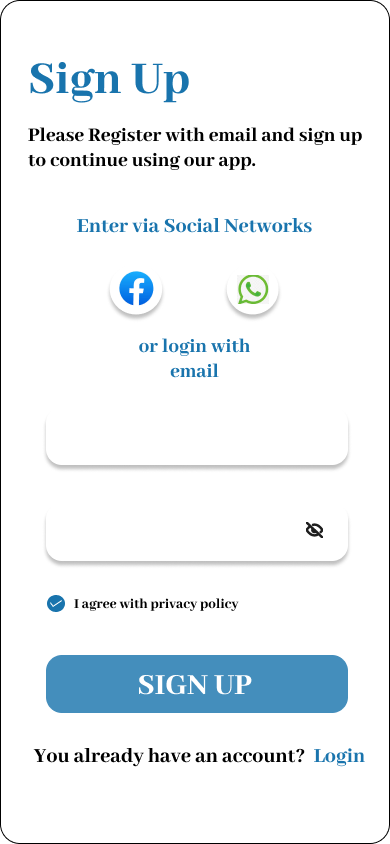 Sign Up
Please Register with email and sign up
to continue using our app.
Enter via Social Networks
or login with
email
I agree with privacy policy
SIGN UP
You already have an account? Login